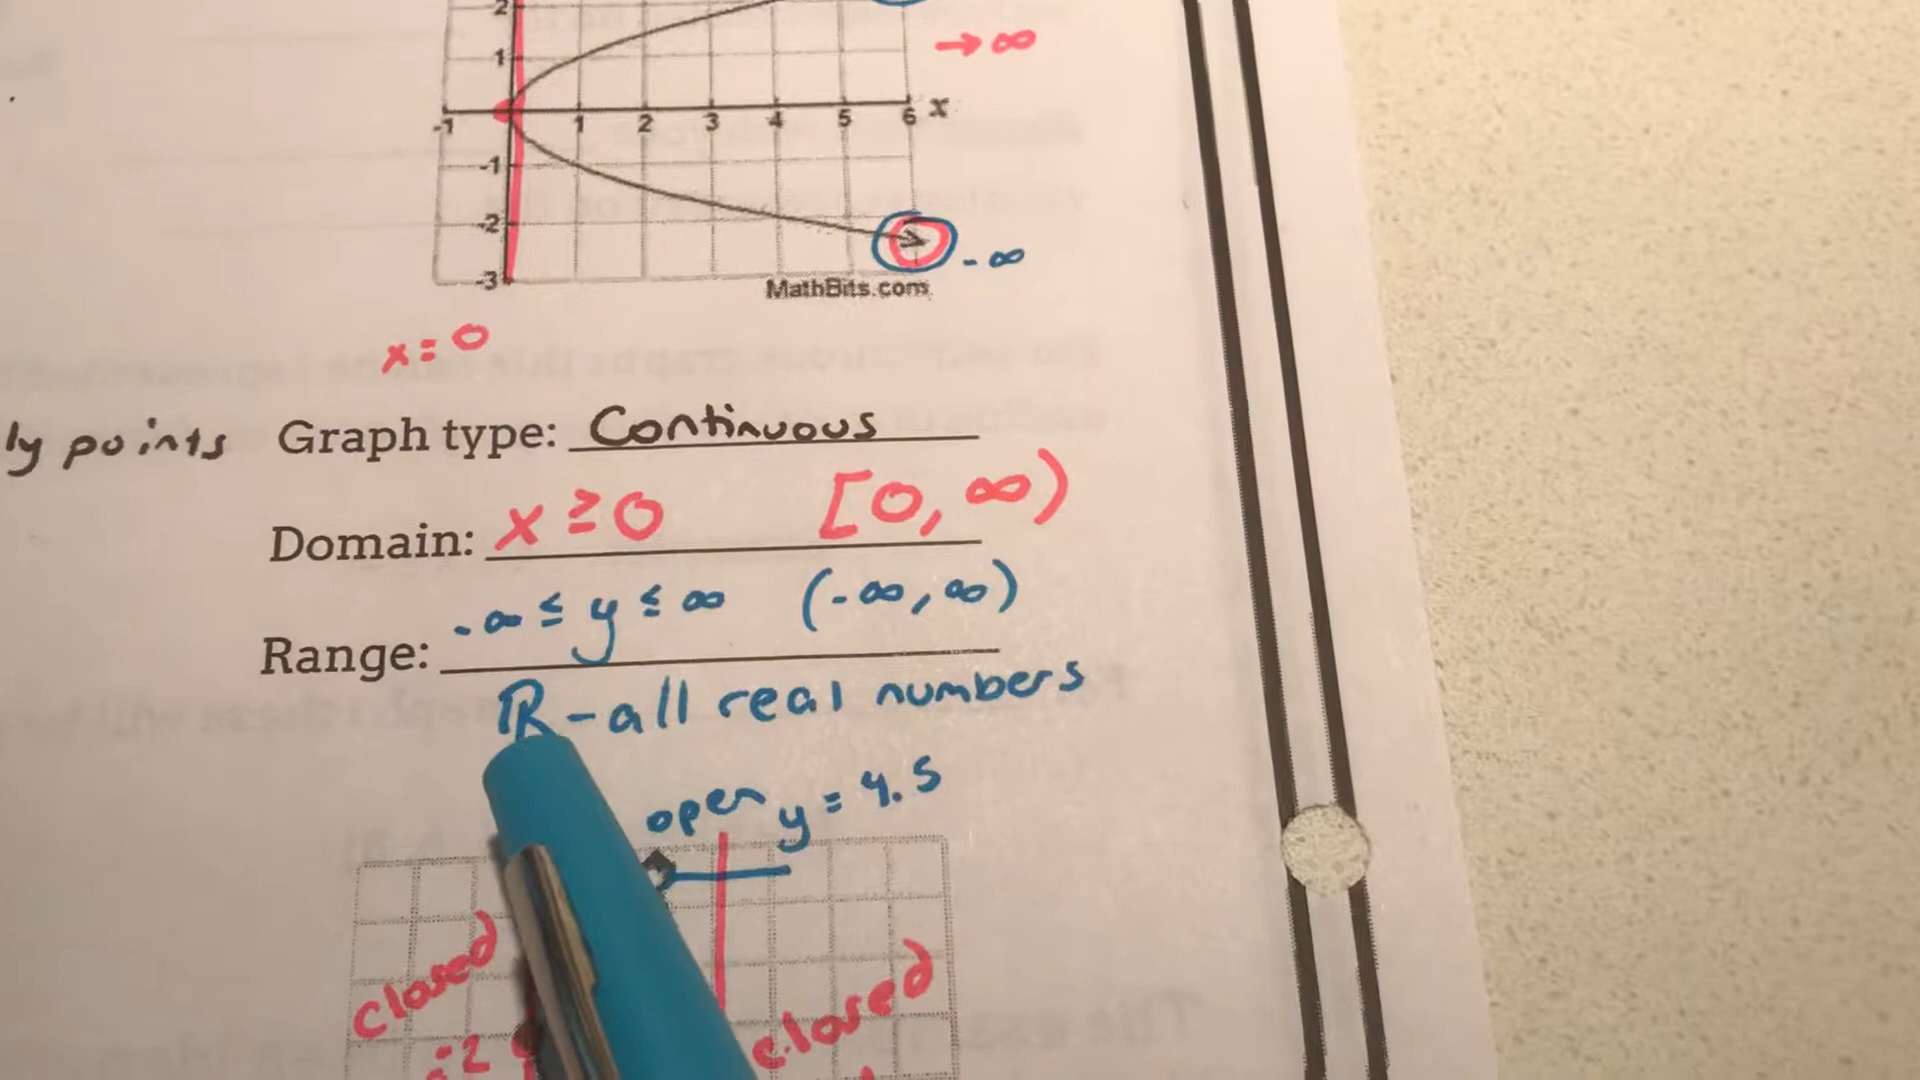 2
1
→ ∞
-1 1 2 3 4 5 6 x
-1
-2
-3
- ∞
MathBits.com
x = 0
ly points Graph type: Continuous
Domain: x ≥ 0 [0, ∞)
Range: -∞ ≤ y ≤ ∞ (-∞, ∞)
ℝ - all real numbers
open y = 4.5
closed
closed
=2